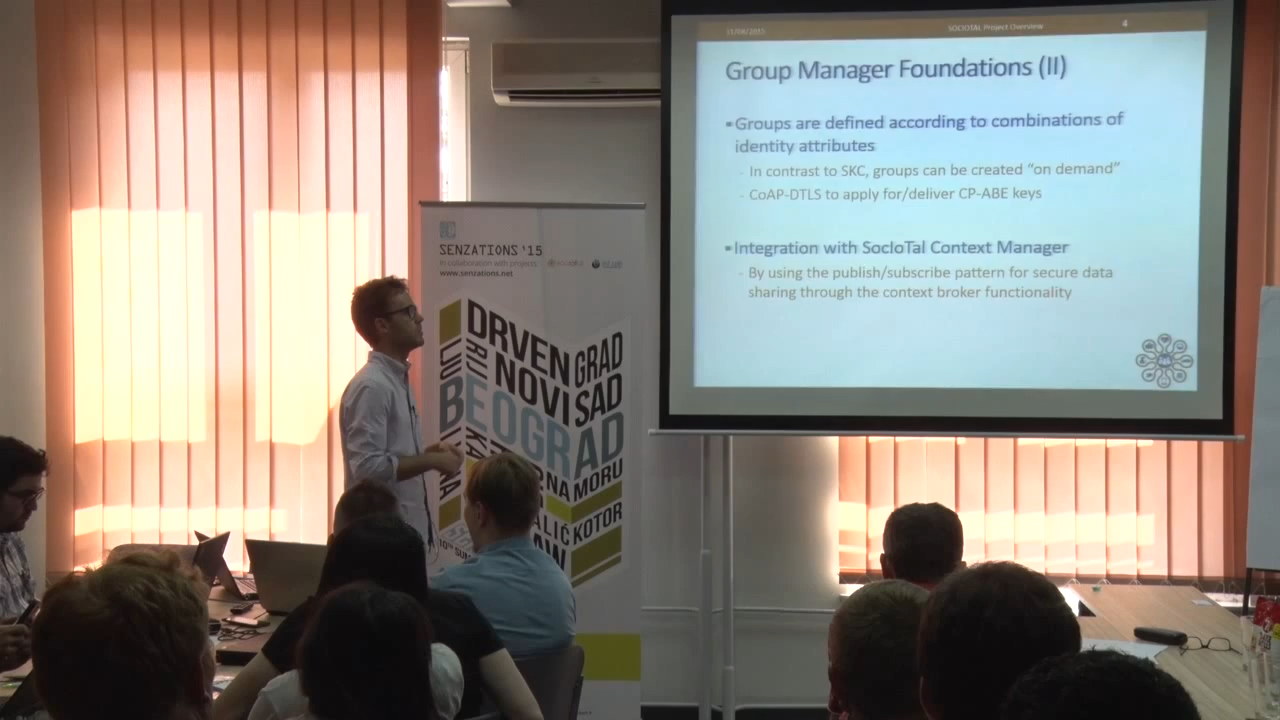 SOCIOTAL Project Overview
4
Group Manager Foundations (II)
▪Groups are defined according to combinations of
identity attributes
- In contrast to SKC, groups can be created “on demand”
- CoAP-DTLS to apply for/deliver CP-ABE keys
▪Integration with SocIoTal Context Manager
- By using the publish/subscribe pattern for secure data
sharing through the context broker functionality
SENZATIONS '15
In collaboration with projects
www.senzations.net
DRVEN
GRAD
NOVI SAD
BEOGRAD
NA MORU
KOTOR